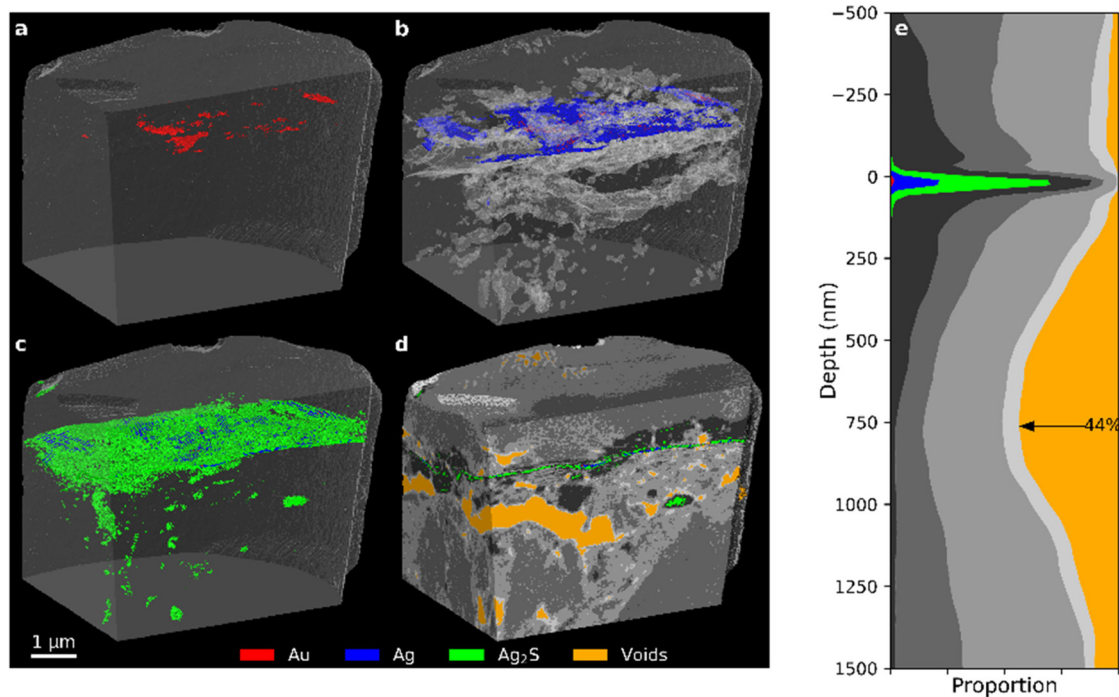 a
b
c
d
1 µm
Au
Ag
Ag₂S
Voids
e
−500
−250
0
250
500
750
1000
1250
1500
Depth (nm)
44%
Proportion